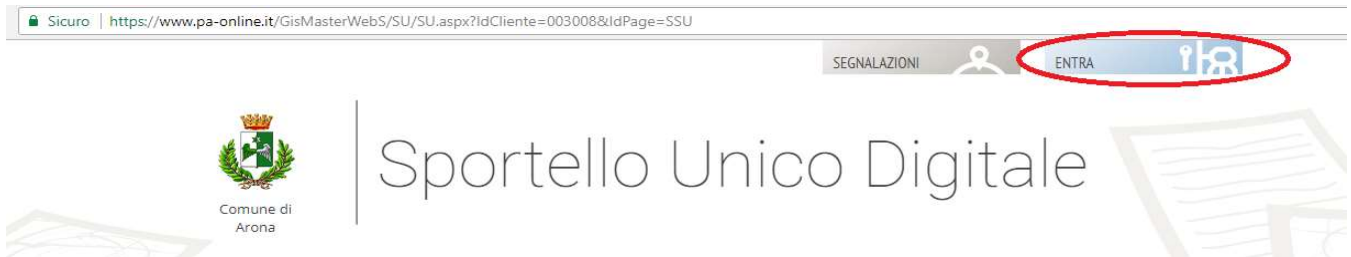 Sicuro | https://www.pa-online.it/GisMasterWebS/SU/SU.aspx?IdCliente=003008&IdPage=SSU
SEGNALAZIONI ENTRA
Sportello Unico Digitale
Comune di
Arona